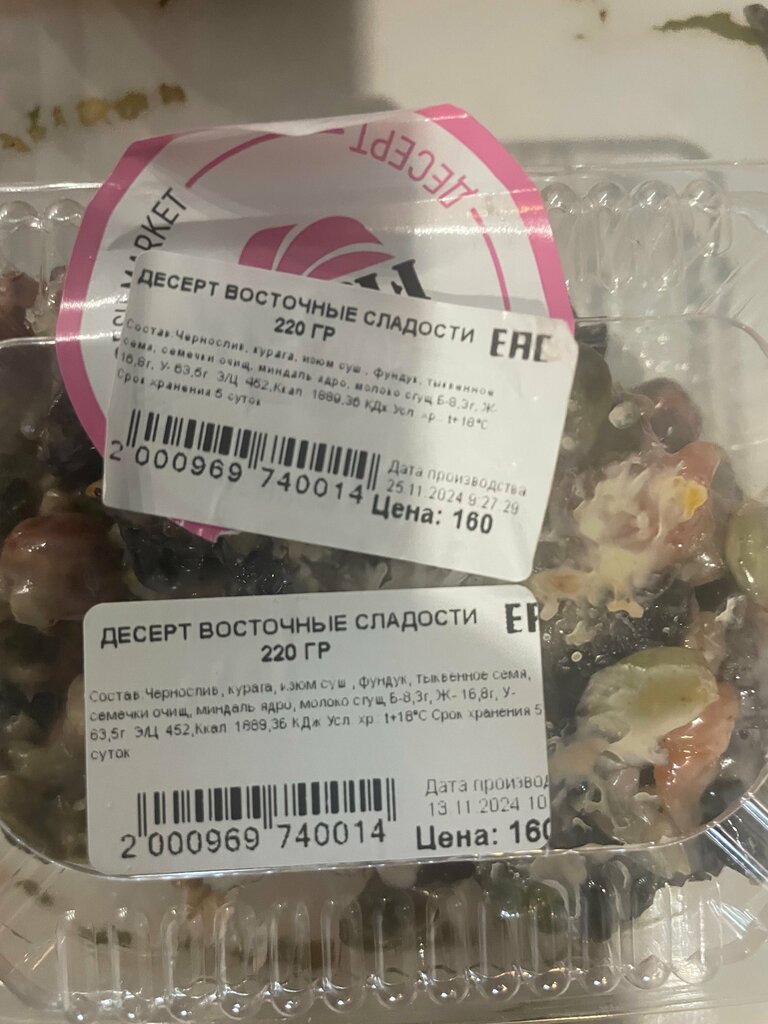 - ДЕСЕРТ -
MARKET
ДЕСЕРТ ВОСТОЧНЫЕ СЛАДОСТИ
220 ГР
EAC
Состав Чернослив, курага, изюм суш , фундук, тыквенное
сема, семечки очищ, миндаль ядро, молоко сгущ Б-8,3г, Ж-
16,8г, У- 63,5г Э/Ц 452,Ккал 1889,36 КДж Усл хр. t+18°C
Срок хранения 5 суток
2 000969 740014
Дата производства
25.11.2024 9:27:29
Цена: 160
ДЕСЕРТ ВОСТОЧНЫЕ СЛАДОСТИ
220 ГР
Состав Чернослив, курага, изюм суш , фундук, тыквенное семя,
семечки очищ, миндаль ядро, молоко сгущ Б-8,3г, Ж- 16,8г, У-
63,5г Э/Ц 452,Ккал 1889,36 КДж Усл хр. t+18°C Срок хранения 5
суток
2 000969 740014
Дата производ
13.11.2024 10
Цена: 160